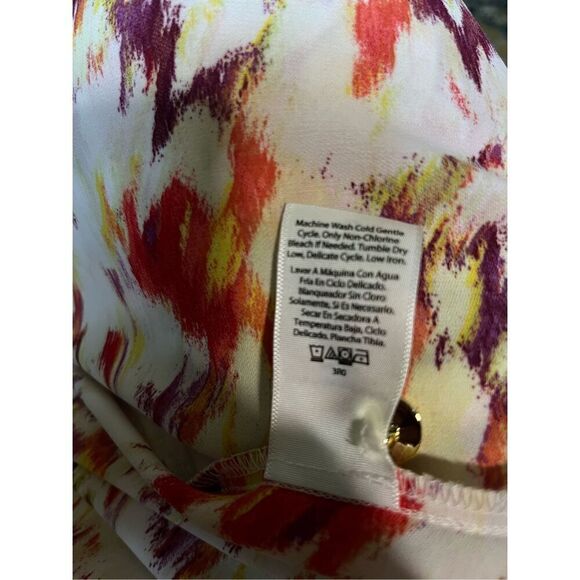 Machine Wash Cold Gentle
Cycle. Only Non-Chlorine
Bleach If Needed. Tumble Dry
Low, Delicate Cycle. Low Iron.
Lavar A Máquina Con Agua
Fría En Ciclo Delicado.
Blanqueador Sin Cloro
Solamente, Si Es Necesario.
Secar En Secadora A
Temperatura Baja, Ciclo
Delicado. Plancha Tibia.
3R0